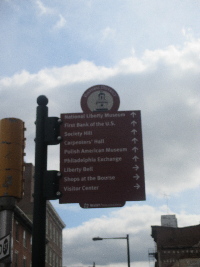 National Liberty Museum
First Bank of the U.S.
Society Hill
Carpenters' Hall
Polish American Museum
Philadelphia Exchange
Liberty Bell
Shops at the Bourse
Visitor Center